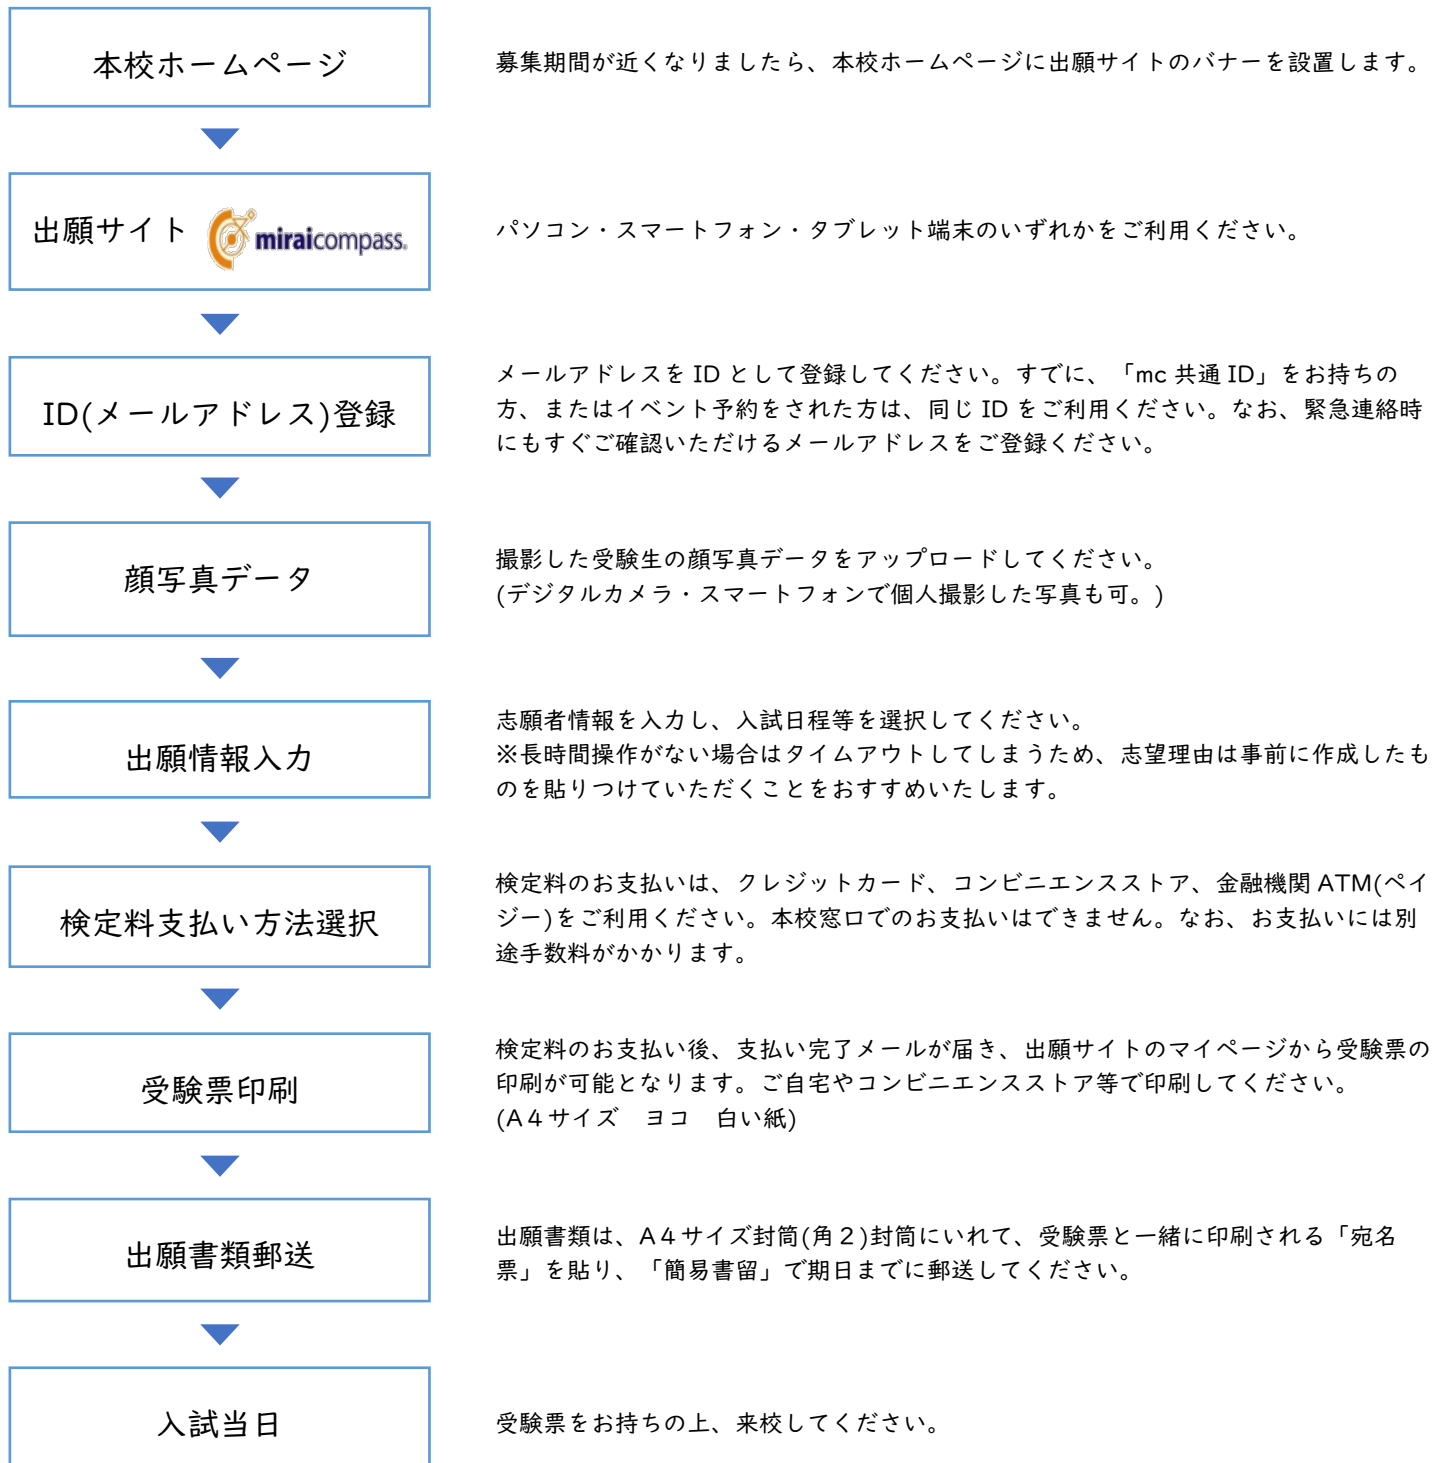 本校ホームページ
募集期間が近くなりましたら、本校ホームページに出願サイトのバナーを設置します。
出願サイト miraicompass.
パソコン・スマートフォン・タブレット端末のいずれかをご利用ください。
ID(メールアドレス)登録
メールアドレスを ID として登録してください。すでに、「mc 共通 ID」をお持ちの
方、またはイベント予約をされた方は、同じ ID をご利用ください。なお、緊急連絡時
にもすぐご確認いただけるメールアドレスをご登録ください。
顔写真データ
撮影した受験生の顔写真データをアップロードしてください。
(デジタルカメラ・スマートフォンで個人撮影した写真も可。)
出願情報入力
志願者情報を入力し、入試日程等を選択してください。
※長時間操作がない場合はタイムアウトしてしまうため、志望理由は事前に作成したも
のを貼りつけていただくことをおすすめいたします。
検定料支払い方法選択
検定料のお支払いは、クレジットカード、コンビニエンスストア、金融機関 ATM(ペイ
ジー)をご利用ください。本校窓口でのお支払いはできません。なお、お支払いには別
途手数料がかかります。
受験票印刷
検定料のお支払い後、支払い完了メールが届き、出願サイトのマイページから受験票の
印刷が可能となります。ご自宅やコンビニエンスストア等で印刷してください。
(A４サイズ　ヨコ　白い紙)
出願書類郵送
出願書類は、A４サイズ封筒(角２)封筒にいれて、受験票と一緒に印刷される「宛名
票」を貼り、「簡易書留」で期日までに郵送してください。
入試当日
受験票をお持ちの上、来校してください。